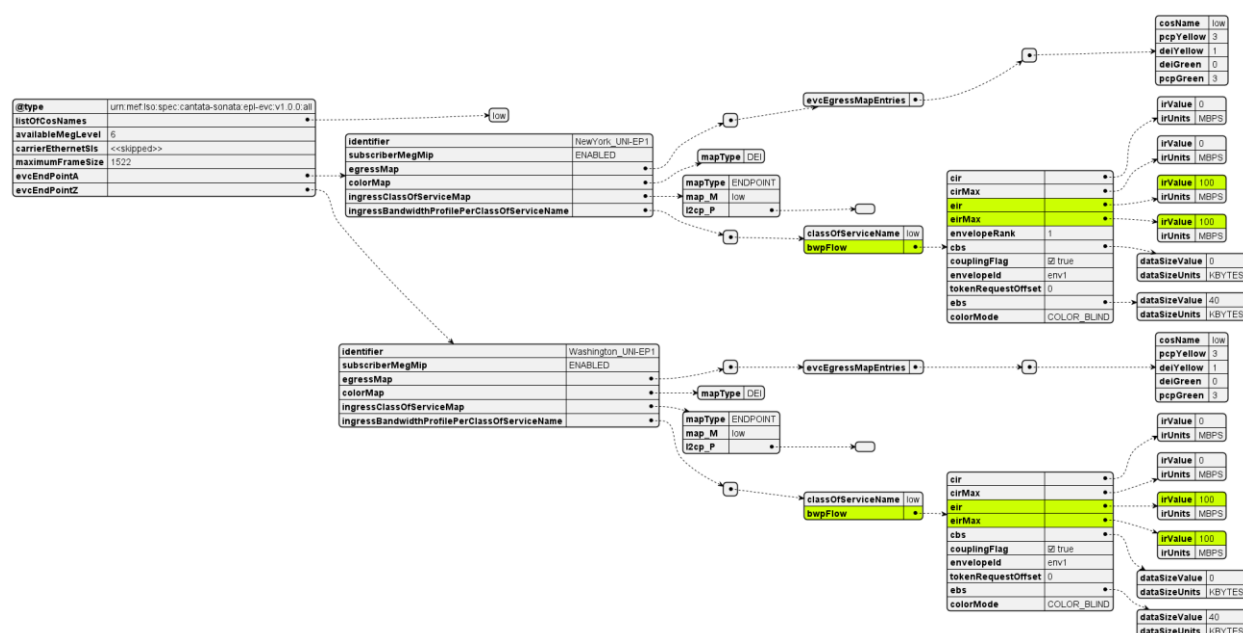 @type urn:mef:lso:spec:cantata-sonata:epl-evc:v1.0.0:all
listOfCosNames
availableMegLevel 6
carrierEthernetSls <<skipped>>
maximumFrameSize 1522
evcEndPointA
evcEndPointZ
low
identifier NewYork_UNI-EP1
subscriberMegMip ENABLED
egressMap
colorMap
ingressClassOfServiceMap
ingressBandwidthProfilePerClassOfServiceName
evcEgressMapEntries
cosName low
pcpYellow 3
deiYellow 1
deiGreen 0
pcpGreen 3
mapType DEI
mapType ENDPOINT
map_M low
l2cp_P
classOfServiceName low
bwpFlow
cir
cirMax
eir
eirMax
envelopeRank 1
cbs
couplingFlag ☑ true
envelopeId env1
tokenRequestOffset 0
ebs
colorMode COLOR_BLIND
irValue 0
irUnits MBPS
irValue 0
irUnits MBPS
irValue 100
irUnits MBPS
irValue 100
irUnits MBPS
dataSizeValue 0
dataSizeUnits KBYTES
dataSizeValue 40
dataSizeUnits KBYTES
identifier Washington_UNI-EP1
subscriberMegMip ENABLED
egressMap
colorMap
ingressClassOfServiceMap
ingressBandwidthProfilePerClassOfServiceName
evcEgressMapEntries
cosName low
pcpYellow 3
deiYellow 1
deiGreen 0
pcpGreen 3
mapType DEI
mapType ENDPOINT
map_M low
l2cp_P
classOfServiceName low
bwpFlow
cir
cirMax
eir
eirMax
cbs
couplingFlag ☑ true
envelopeId env1
tokenRequestOffset 0
ebs
colorMode COLOR_BLIND
irValue 0
irUnits MBPS
irValue 0
irUnits MBPS
irValue 100
irUnits MBPS
irValue 100
irUnits MBPS
dataSizeValue 0
dataSizeUnits KBYTES
dataSizeValue 40
dataSizeUnits KBYTES